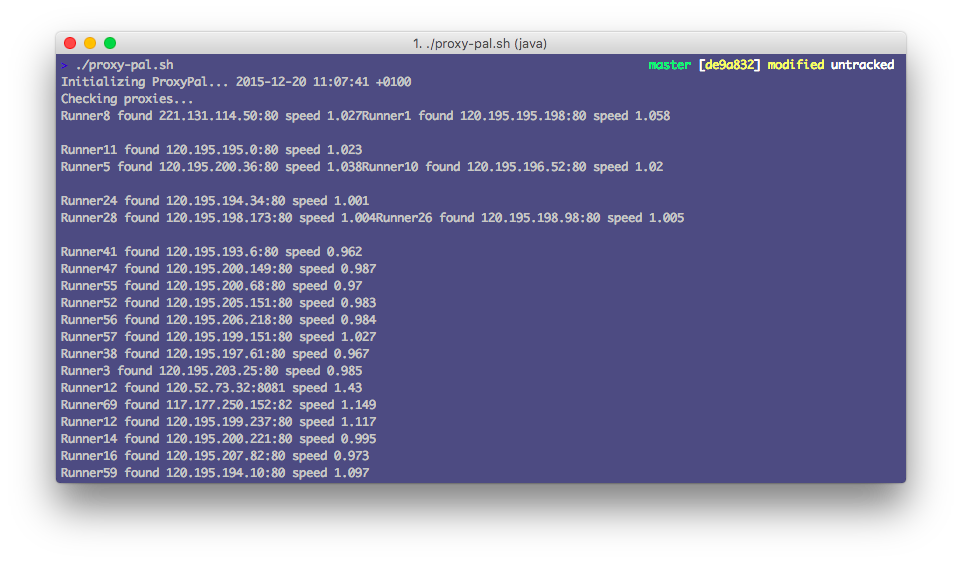 1. ./proxy-pal.sh (java)
> ./proxy-pal.sh master [de9a832] modified untracked
Initializing ProxyPal... 2015-12-20 11:07:41 +0100
Checking proxies...
Runner8 found 221.131.114.50:80 speed 1.027Runner1 found 120.195.195.198:80 speed 1.058
Runner11 found 120.195.195.0:80 speed 1.023
Runner5 found 120.195.200.36:80 speed 1.038Runner10 found 120.195.196.52:80 speed 1.02
Runner24 found 120.195.194.34:80 speed 1.001
Runner28 found 120.195.198.173:80 speed 1.004Runner26 found 120.195.198.98:80 speed 1.005
Runner41 found 120.195.193.6:80 speed 0.962
Runner47 found 120.195.200.149:80 speed 0.987
Runner55 found 120.195.200.68:80 speed 0.97
Runner52 found 120.195.205.151:80 speed 0.983
Runner56 found 120.195.206.218:80 speed 0.984
Runner57 found 120.195.199.151:80 speed 1.027
Runner38 found 120.195.197.61:80 speed 0.967
Runner3 found 120.195.203.25:80 speed 0.985
Runner12 found 120.52.73.32:8081 speed 1.43
Runner69 found 117.177.250.152:82 speed 1.149
Runner12 found 120.195.199.237:80 speed 1.117
Runner14 found 120.195.200.221:80 speed 0.995
Runner16 found 120.195.207.82:80 speed 0.973
Runner59 found 120.195.194.10:80 speed 1.097